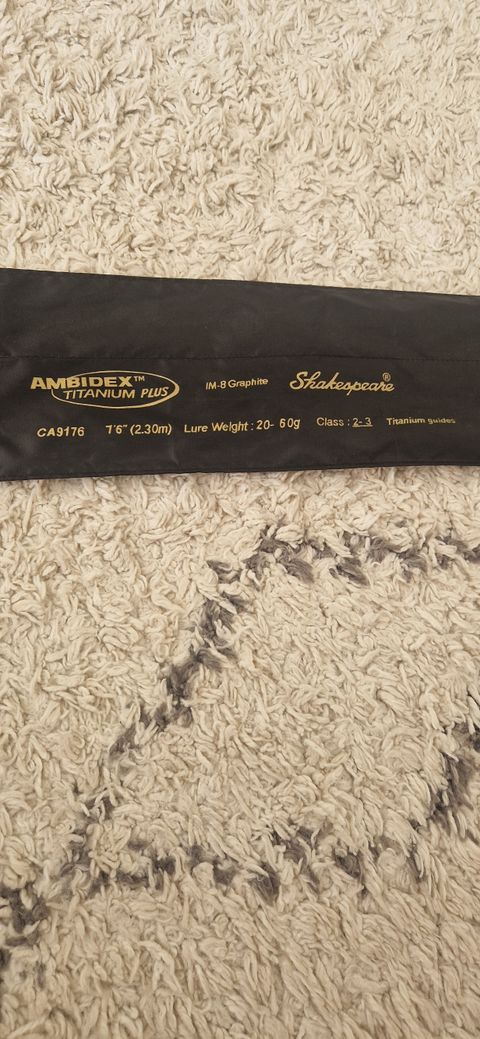 AMBIDEX™ IM-8 Graphite Shakespeare®
TITANIUM PLUS
CA9176 7'6" (2.30m) Lure Weight : 20- 60g Class : 2- 3 Titanium guides